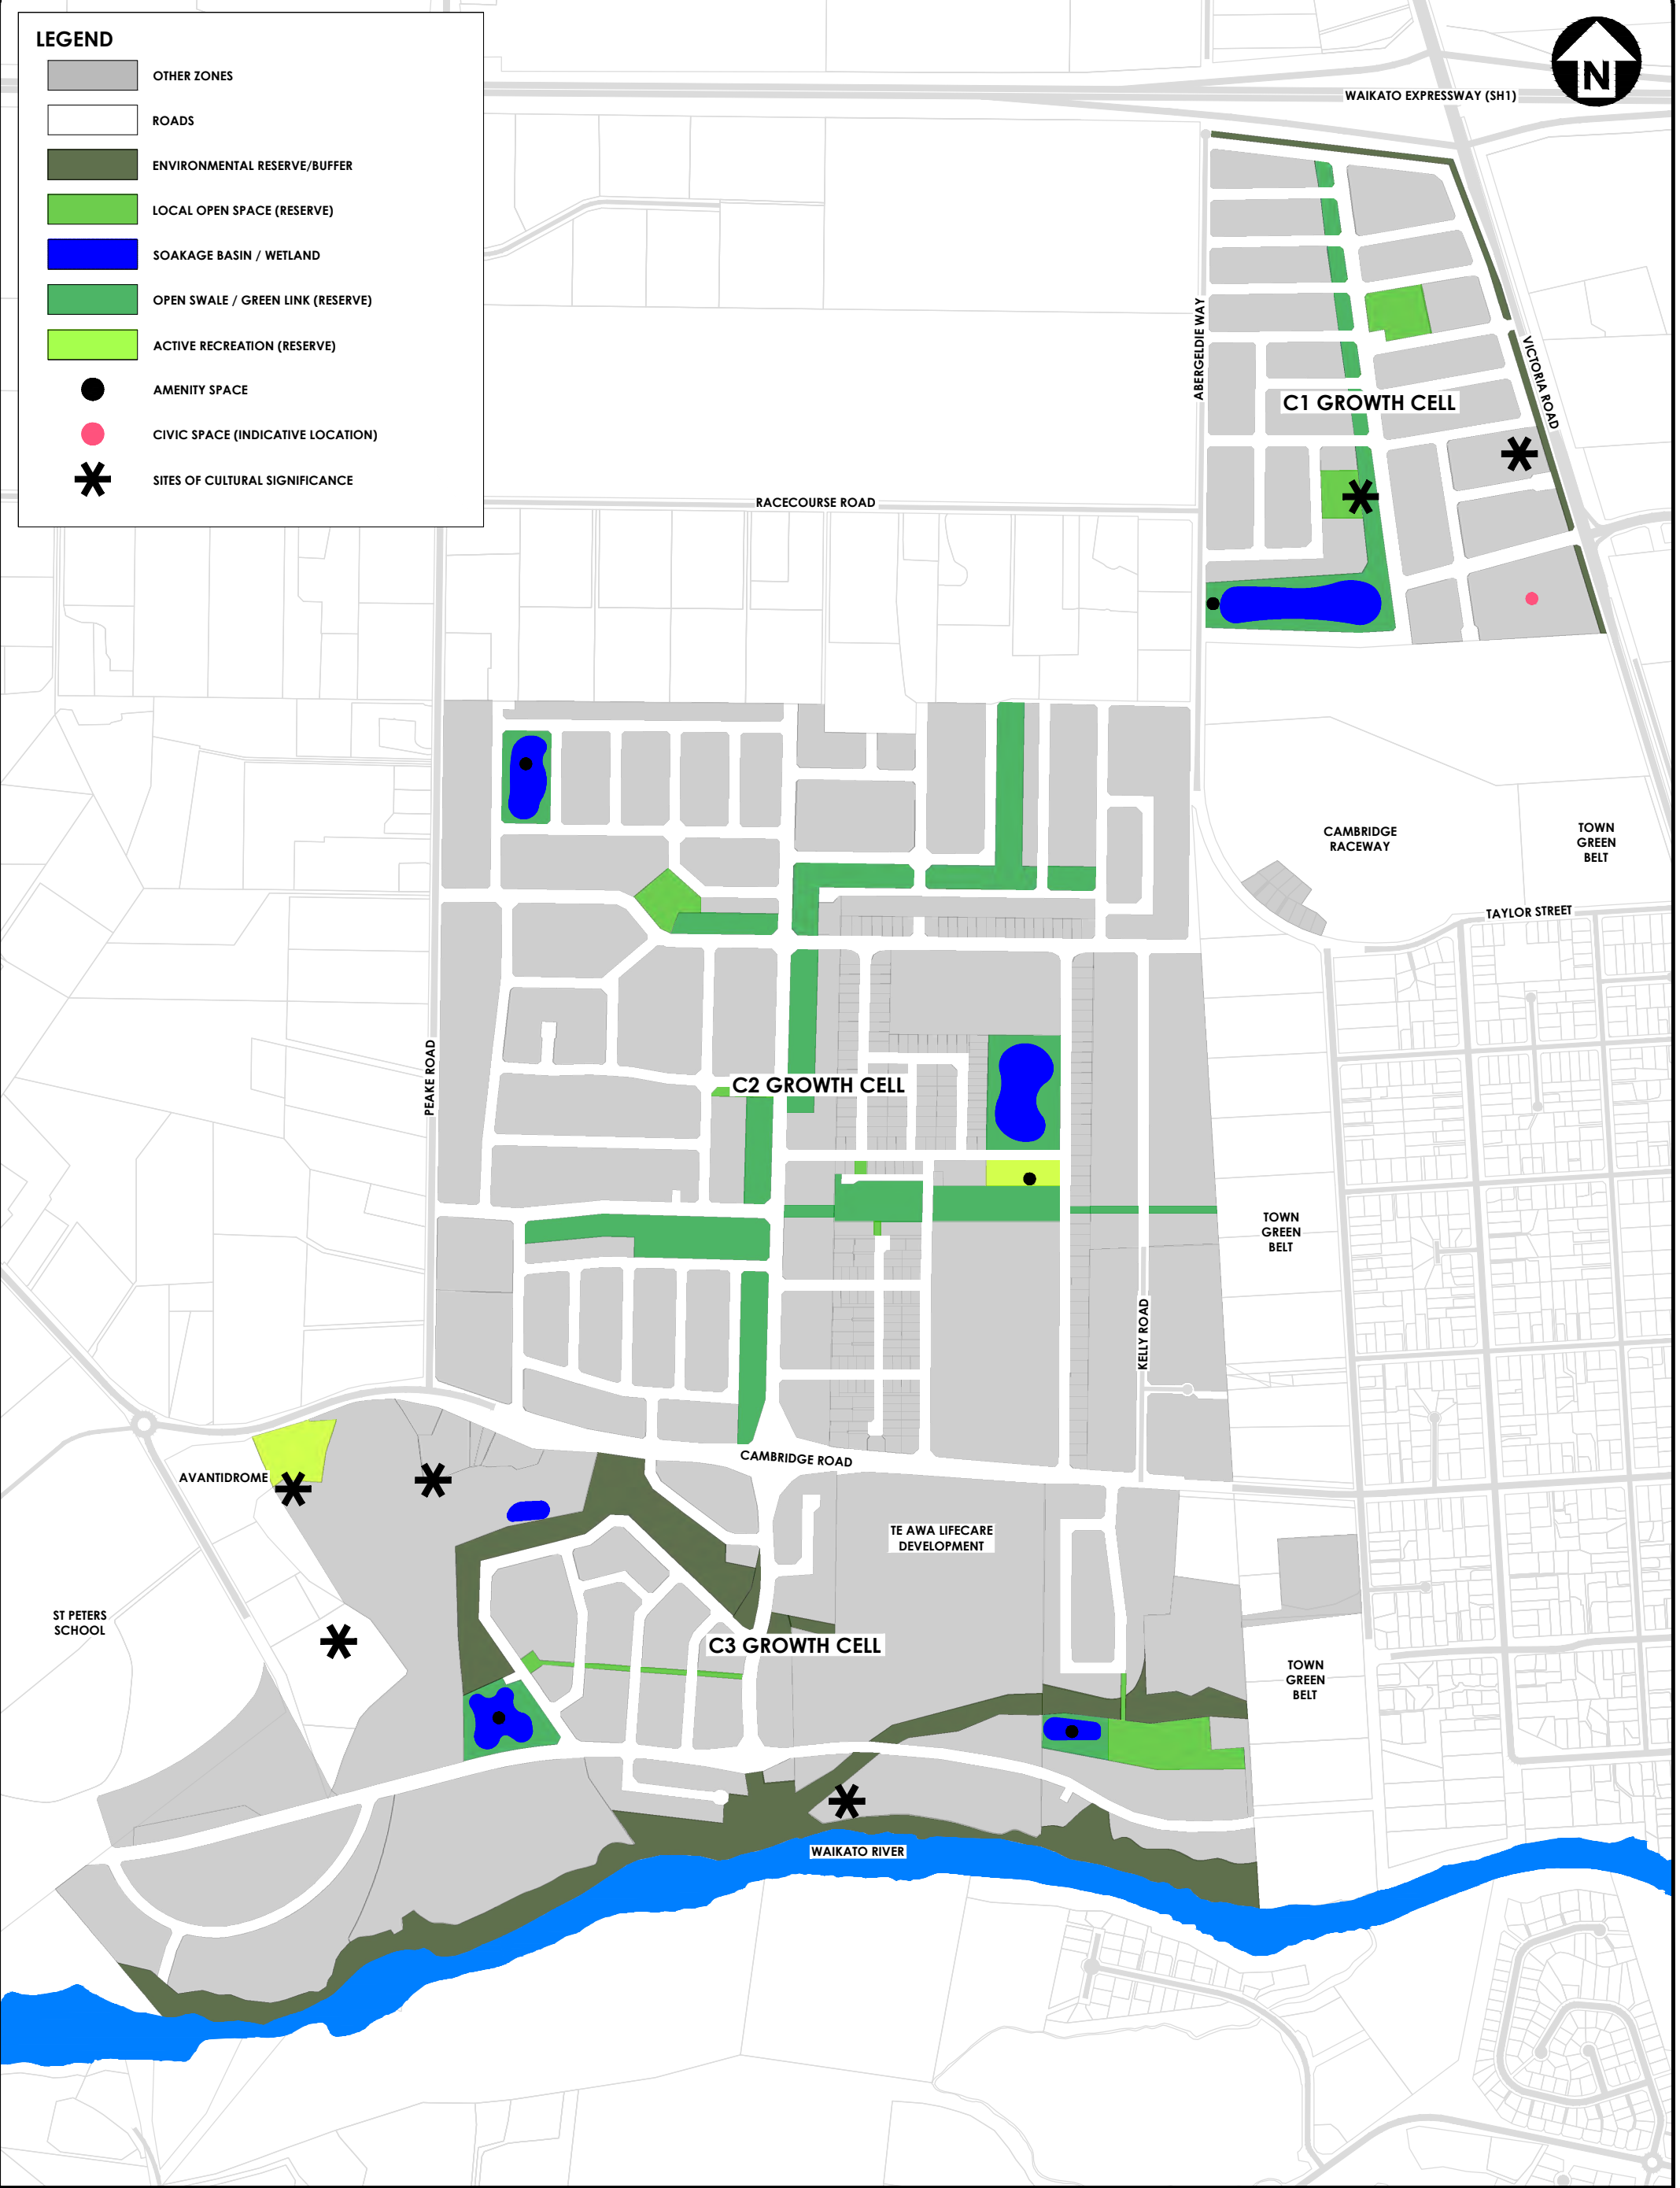 LEGEND
OTHER ZONES
ROADS
ENVIRONMENTAL RESERVE/BUFFER
LOCAL OPEN SPACE (RESERVE)
SOAKAGE BASIN / WETLAND
OPEN SWALE / GREEN LINK (RESERVE)
ACTIVE RECREATION (RESERVE)
AMENITY SPACE
CIVIC SPACE (INDICATIVE LOCATION)
SITES OF CULTURAL SIGNIFICANCE
N
WAIKATO EXPRESSWAY (SH1)
ABERGELDIE WAY
VICTORIA ROAD
C1 GROWTH CELL
RACECOURSE ROAD
CAMBRIDGE
RACEWAY
TOWN
GREEN
BELT
TAYLOR STREET
PEAKE ROAD
C2 GROWTH CELL
TOWN
GREEN
BELT
KELLY ROAD
CAMBRIDGE ROAD
AVANTIDROME
TE AWA LIFECARE
DEVELOPMENT
ST PETERS
SCHOOL
C3 GROWTH CELL
TOWN
GREEN
BELT
WAIKATO RIVER